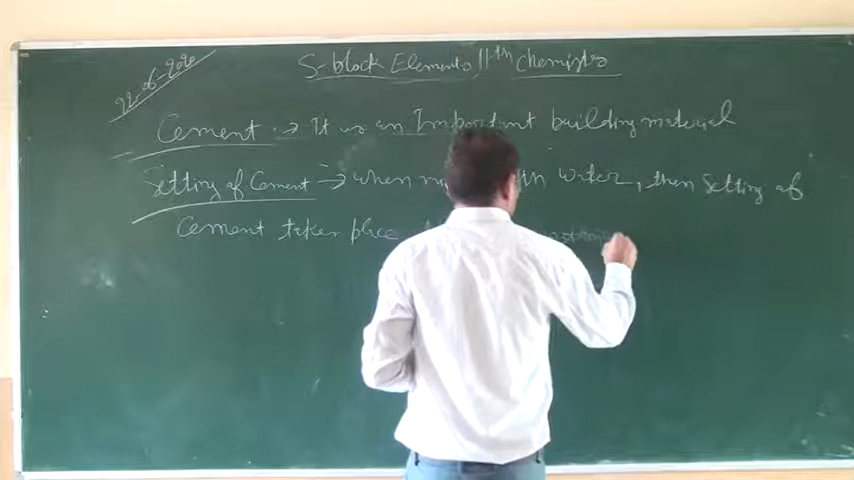 22-06-2020
S-block Elements 11th Chemistry
Cement → It is an Important building material
Setting of Cement → when with water, then Setting of
Cement takes place